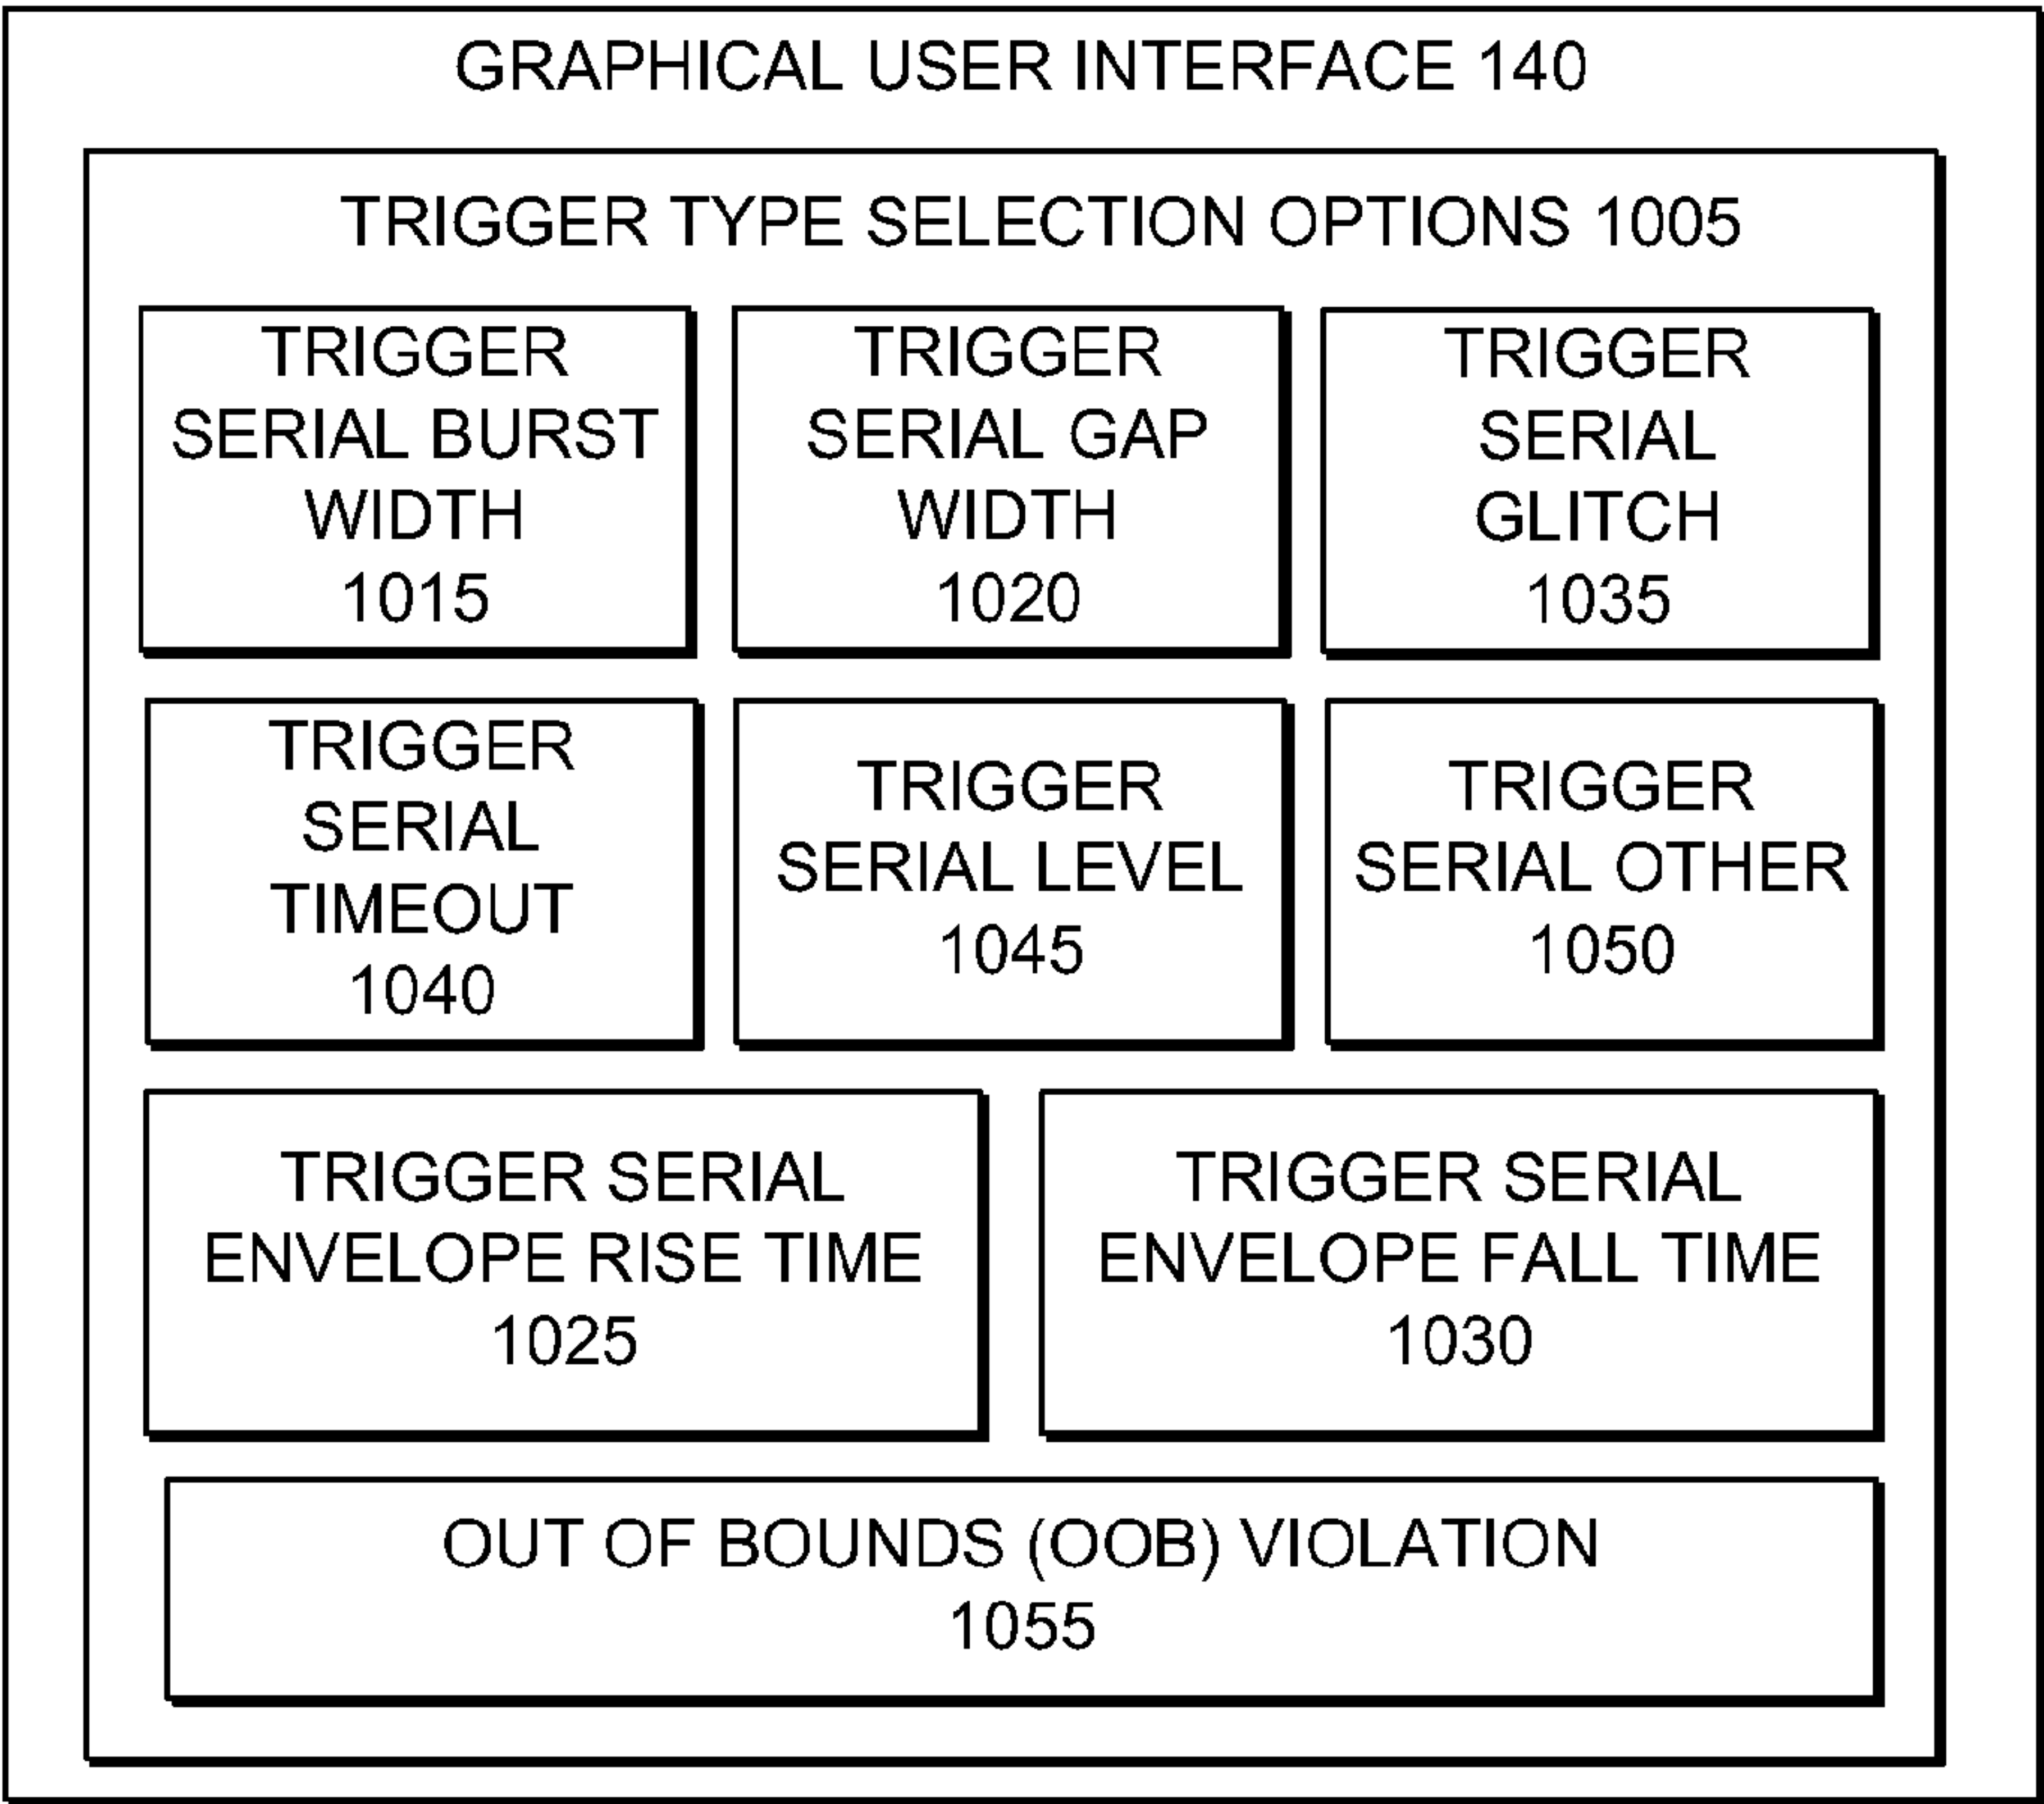 GRAPHICAL USER INTERFACE 140
TRIGGER TYPE SELECTION OPTIONS 1005
TRIGGER
SERIAL BURST
WIDTH
1015
TRIGGER
SERIAL GAP
WIDTH
1020
TRIGGER
SERIAL
GLITCH
1035
TRIGGER
SERIAL
TIMEOUT
1040
TRIGGER
SERIAL LEVEL
1045
TRIGGER
SERIAL OTHER
1050
TRIGGER SERIAL
ENVELOPE RISE TIME
1025
TRIGGER SERIAL
ENVELOPE FALL TIME
1030
OUT OF BOUNDS (OOB) VIOLATION
1055